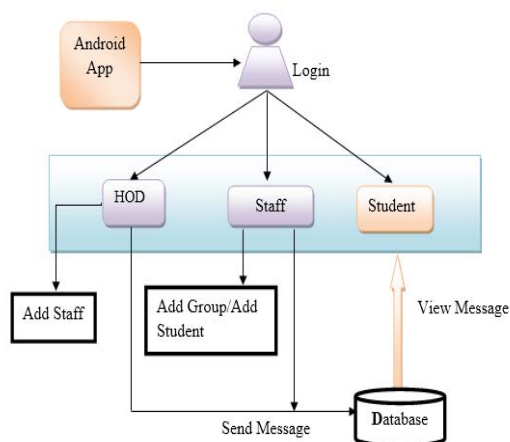 Android
App
Login
HOD
Staff
Student
Add Staff
Add Group/Add
Student
View Message
Send Message
Database